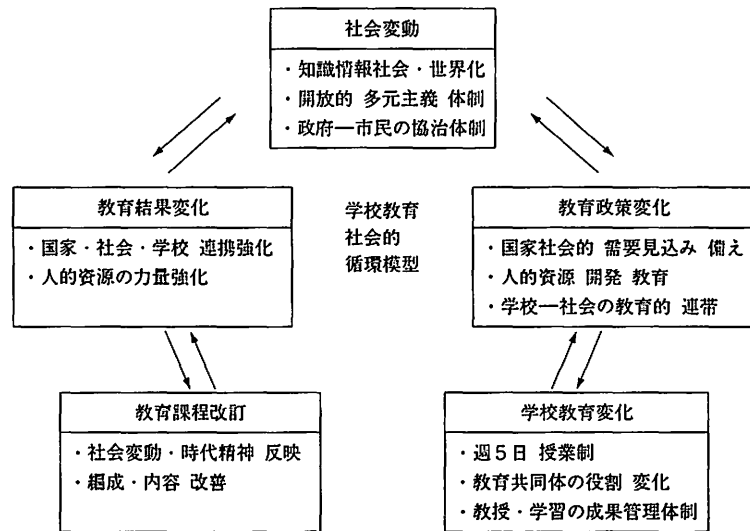 社会変動
・知識情報社会・世界化
・開放的 多元主義 体制
・政府―市民の協治体制
教育結果変化
・国家・社会・学校 連携強化
・人的資源の力量強化
学校教育
社会的
循環模型
教育政策変化
・国家社会的 需要見込み 備え
・人的資源 開発 教育
・学校―社会の教育的 連帯
教育課程改訂
・社会変動・時代精神 反映
・編成・内容 改善
学校教育変化
・週5日 授業制
・教育共同体の役割 変化
・教授・学習の成果管理体制